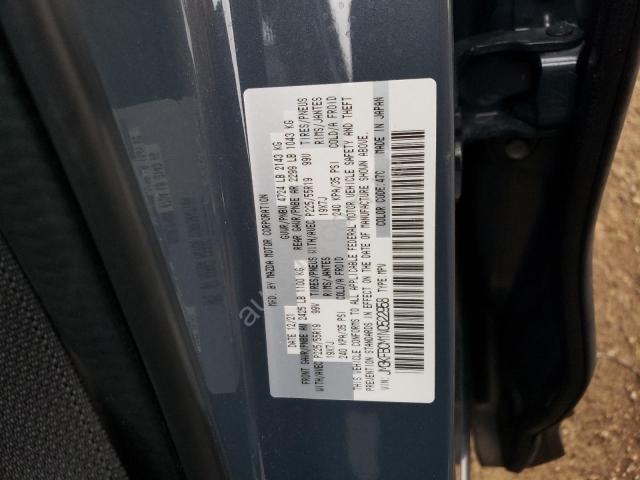 MFD. BY MAZDA MOTOR CORPORATION
DATE 12/21 GVWR/PNBV 4724 LB 2143 KG
FRONT GAWR/PNBE AV 2425 LB 1100 KG REAR GAWR/PNBE AR 2299 LB 1043 KG
WITH/AVEC P225/55R19 99V TIRES/PNEUS WITH/AVEC P225/55R19 99V TIRES/PNEUS
19X7J RIMS/JANTES 19X7J RIMS/JANTES
240 KPA/35 PSI COLD/A FROID 240 KPA/35 PSI COLD/A FROID
THIS VEHICLE CONFORMS TO ALL APPLICABLE FEDERAL MOTOR VEHICLE SAFETY AND THEFT
PREVENTION STANDARDS IN EFFECT ON THE DATE OF MANUFACTURE SHOWN ABOVE.
TYPE: MPV COLOR CODE: 47C MADE IN JAPAN
VIN: